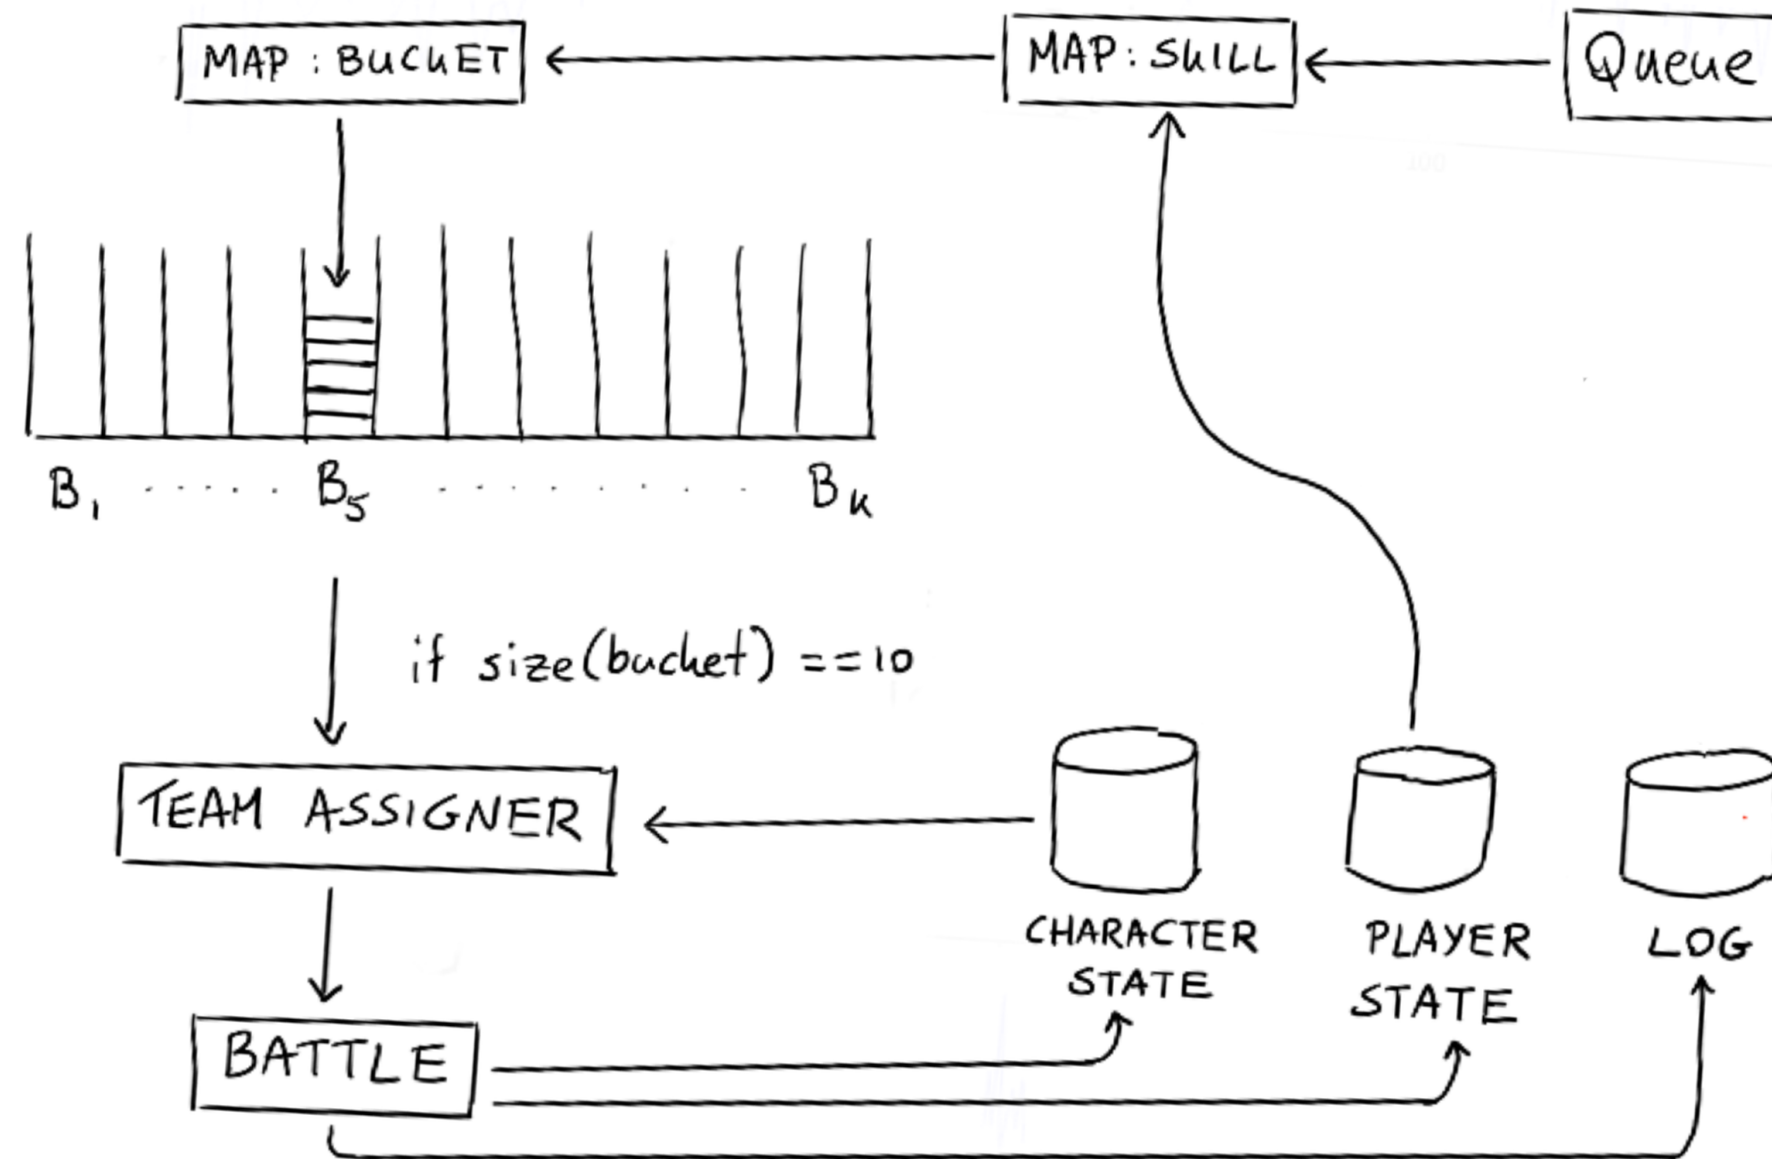 MAP : BUCKET
MAP : SKILL
Queue
B1 ..... B5 ......... BK
if size(bucket) ==10
TEAM ASSIGNER
CHARACTER
STATE
PLAYER
STATE
LOG
BATTLE